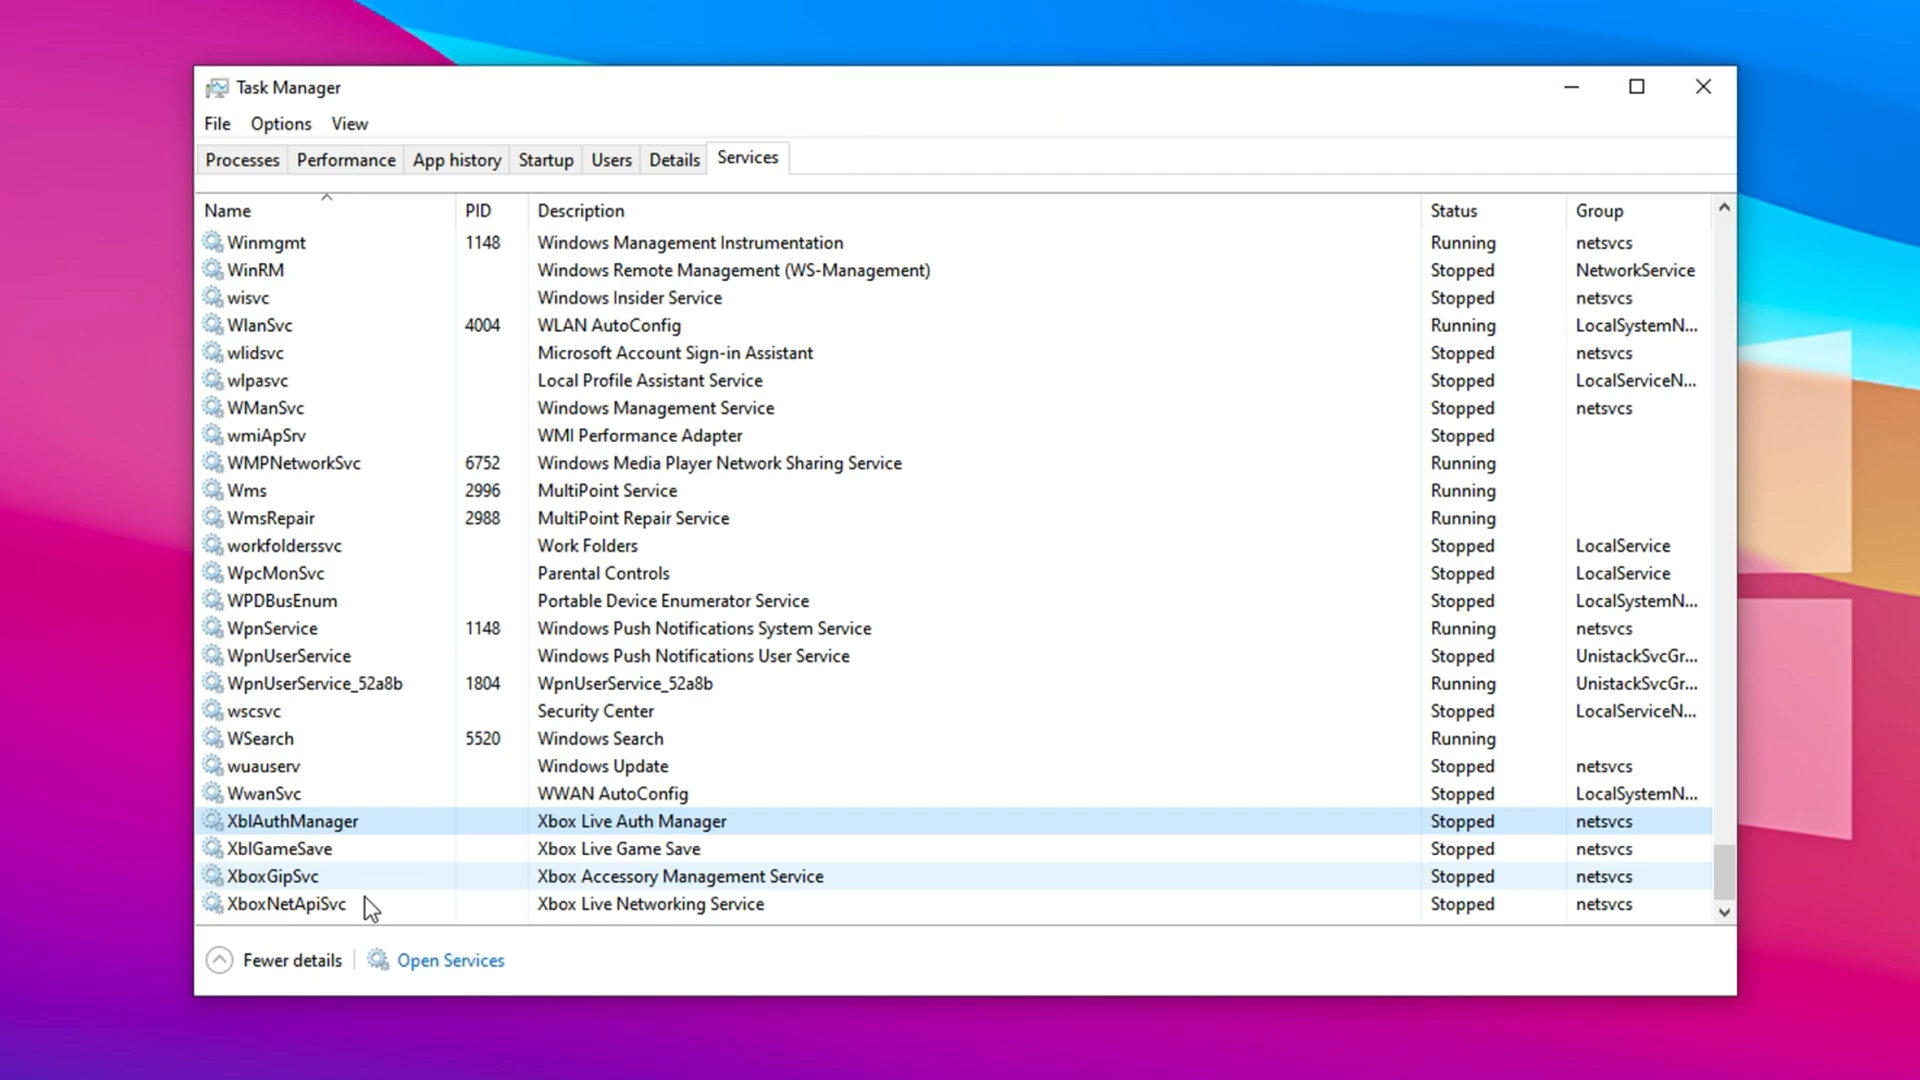 Task Manager
File Options View
Processes Performance App history Startup Users Details Services
Name PID Description Status Group
Winmgmt 1148 Windows Management Instrumentation Running netsvcs
WinRM Windows Remote Management (WS-Management) Stopped NetworkService
wisvc Windows Insider Service Stopped netsvcs
WlanSvc 4004 WLAN AutoConfig Running LocalSystemN...
wlidsvc Microsoft Account Sign-in Assistant Stopped netsvcs
wlpasvc Local Profile Assistant Service Stopped LocalServiceN...
WManSvc Windows Management Service Stopped netsvcs
wmiApSrv WMI Performance Adapter Stopped
WMPNetworkSvc 6752 Windows Media Player Network Sharing Service Running
Wms 2996 MultiPoint Service Running
WmsRepair 2988 MultiPoint Repair Service Running
workfolderssvc Work Folders Stopped LocalService
WpcMonSvc Parental Controls Stopped LocalService
WPDBusEnum Portable Device Enumerator Service Stopped LocalSystemN...
WpnService 1148 Windows Push Notifications System Service Running netsvcs
WpnUserService Windows Push Notifications User Service Stopped UnistackSvcGr...
WpnUserService_52a8b 1804 WpnUserService_52a8b Running UnistackSvcGr...
wscsvc Security Center Stopped LocalServiceN...
WSearch 5520 Windows Search Running
wuauserv Windows Update Stopped netsvcs
WwanSvc WWAN AutoConfig Stopped LocalSystemN...
XblAuthManager Xbox Live Auth Manager Stopped netsvcs
XblGameSave Xbox Live Game Save Stopped netsvcs
XboxGipSvc Xbox Accessory Management Service Stopped netsvcs
XboxNetApiSvc Xbox Live Networking Service Stopped netsvcs
Fewer details Open Services